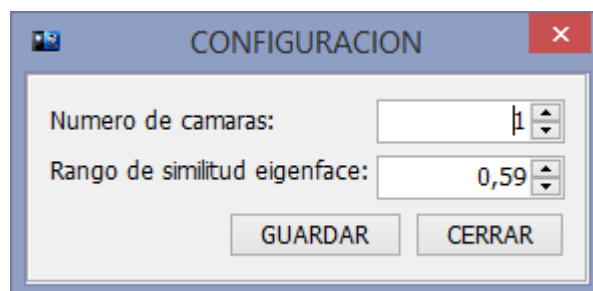 CONFIGURACION
Numero de camaras: 1
Rango de similitud eigenface: 0,59
GUARDAR CERRAR